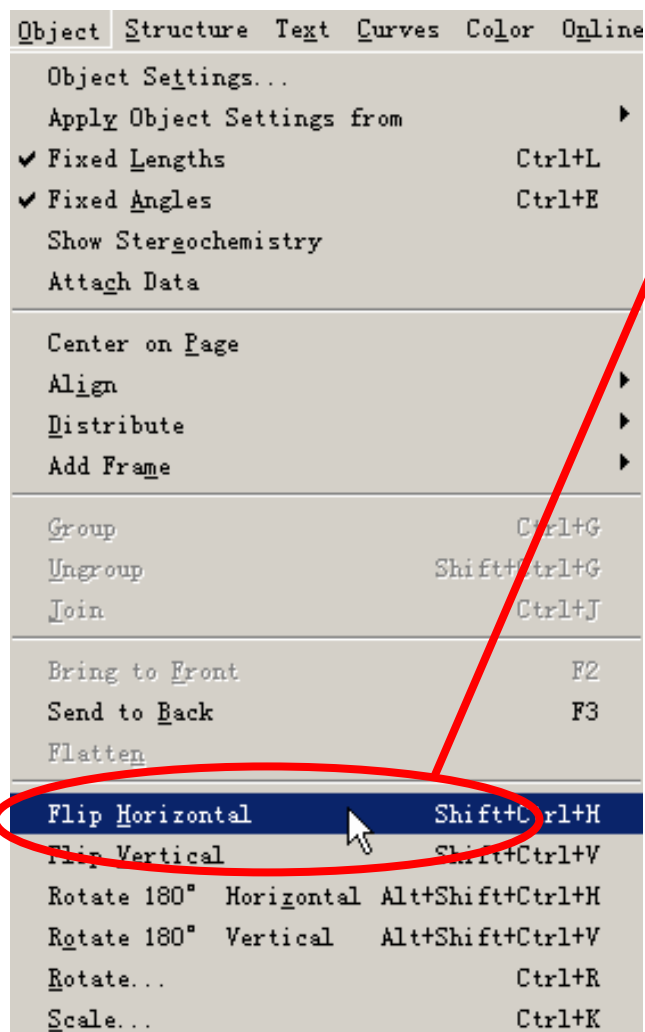 Object Structure Text Curves Color Online
Object Settings...
Apply Object Settings from
Fixed Lengths Ctrl+L
Fixed Angles Ctrl+E
Show Stereochemistry
Attach Data
Center on Page
Align
Distribute
Add Frame
Group Ctrl+G
Ungroup Shift+Ctrl+G
Join Ctrl+J
Bring to Front F2
Send to Back F3
Flatten
Flip Horizontal Shift+Ctrl+H
Flip Vertical Shift+Ctrl+V
Rotate 180° Horizontal Alt+Shift+Ctrl+H
Rotate 180° Vertical Alt+Shift+Ctrl+V
Rotate... Ctrl+R
Scale... Ctrl+K